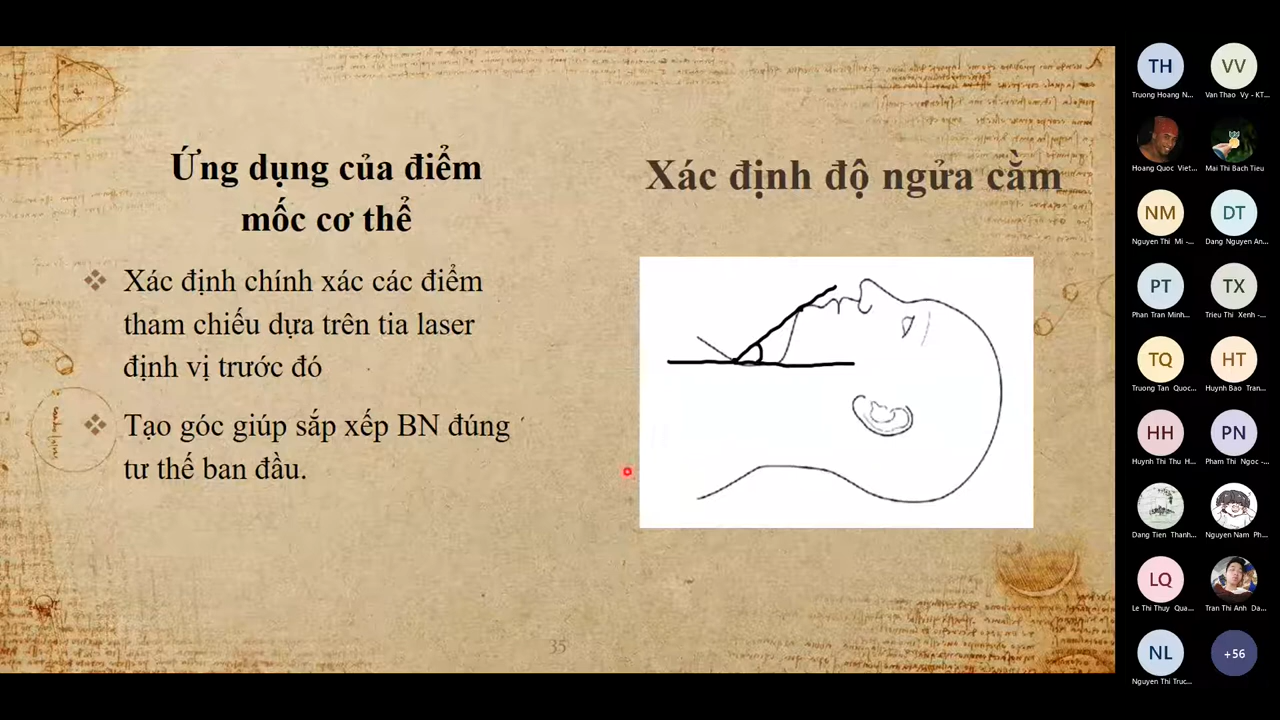 Ứng dụng của điểm
mốc cơ thể
Xác định chính xác các điểm
tham chiếu dựa trên tia laser
định vị trước đó
Tạo góc giúp sắp xếp BN đúng
tư thế ban đầu.
Xác định độ ngửa cằm
35
TH
VV
Truong Hoang N...
Van Thao Vy - KT...
Hoang Quoc Viet...
Mai Thi Bach Tieu
NM
DT
Nguyen Thi Mi -...
Dang Nguyen An...
PT
TX
Phan Tran Minh...
Trieu Thi Xenh -...
TQ
HT
Truong Tan Quoc...
Huynh Bao Tran...
HH
PN
Huynh Thi Thu H...
Pham Thi Ngoc -...
Dang Tien Thanh...
Nguyen Nam Ph...
LQ
Le Thi Thuy Qua...
Tran Thi Anh Da...
NL
+56
Nguyen Thi Truc...